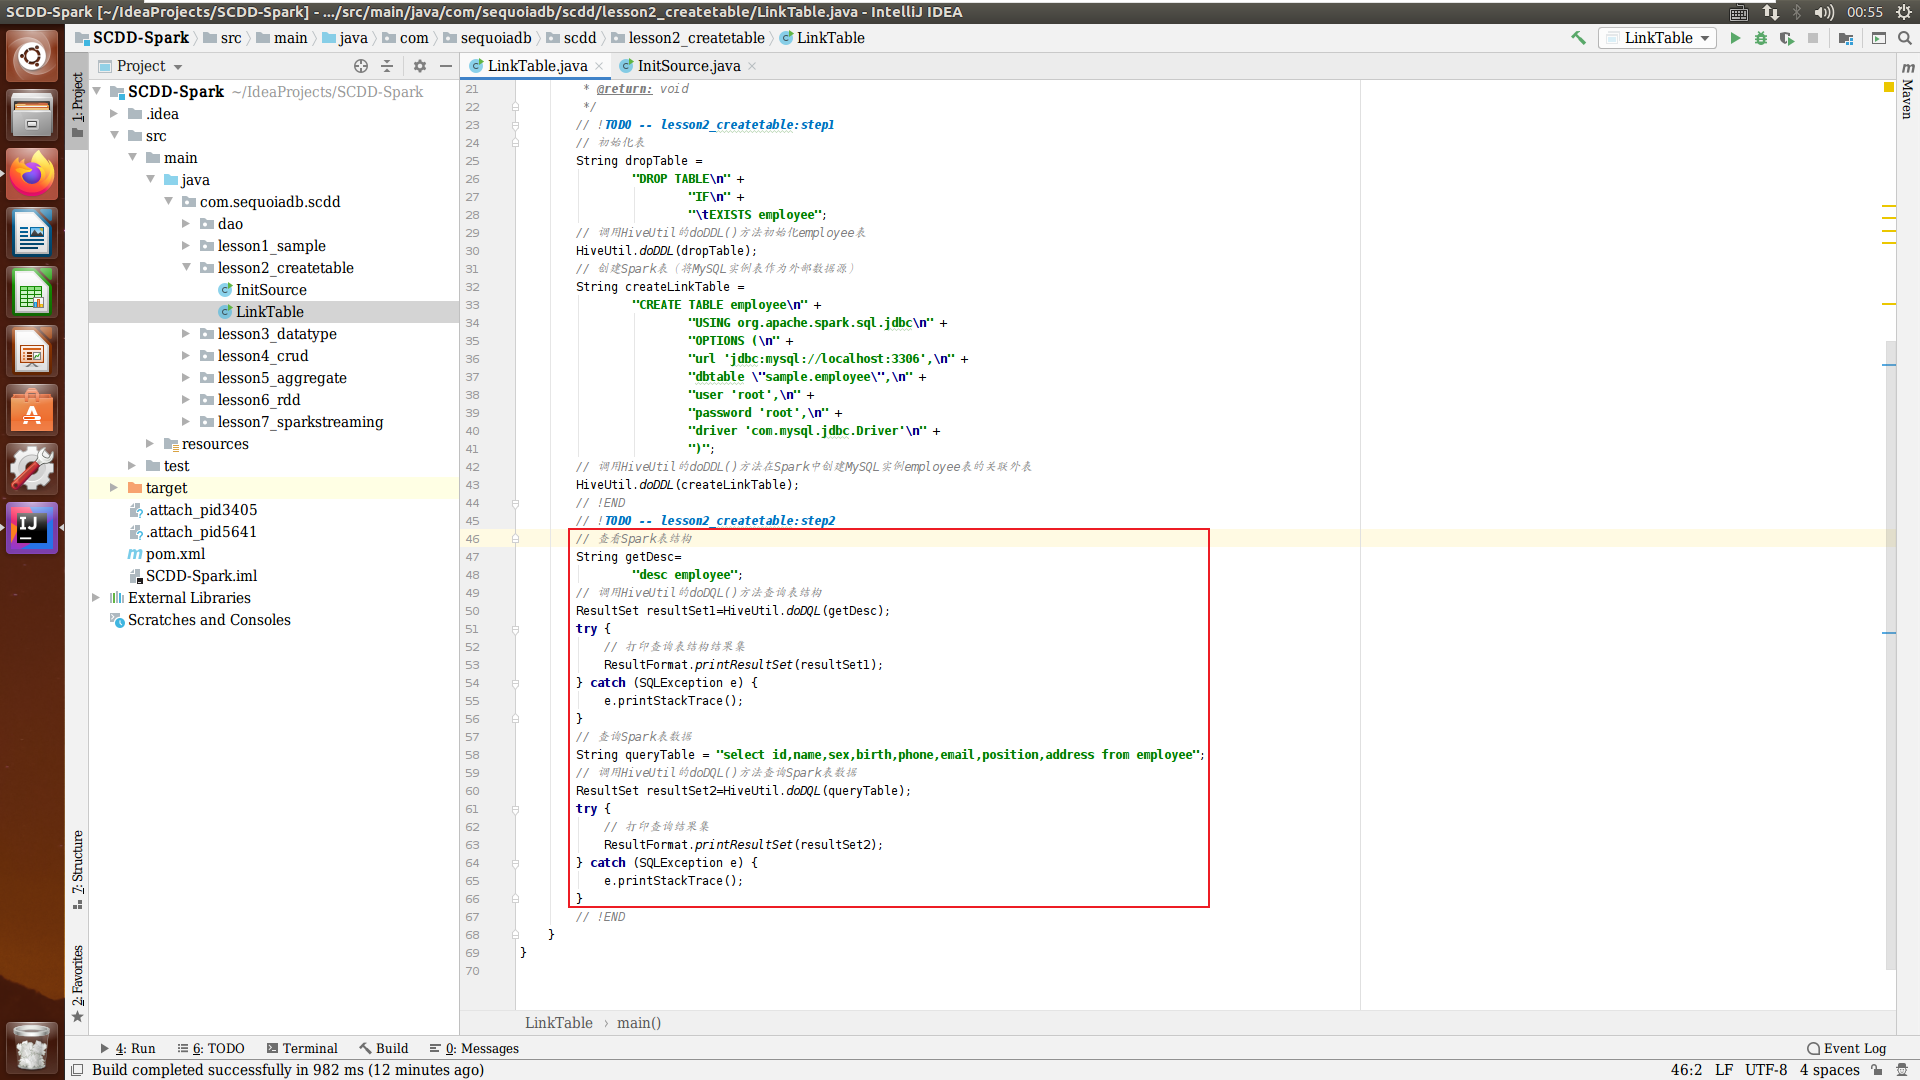 SCDD-Spark [~/IdeaProjects/SCDD-Spark] - .../src/main/java/com/sequoiadb/scdd/lesson2_createtable/LinkTable.java - IntelliJ IDEA
00:55
SCDD-Spark src main java com sequoiadb scdd lesson2_createtable LinkTable
LinkTable
1: Project
Project
LinkTable.java
InitSource.java
Maven
SCDD-Spark ~/IdeaProjects/SCDD-Spark
.idea
src
main
java
com.sequoiadb.scdd
dao
lesson1_sample
lesson2_createtable
InitSource
LinkTable
lesson3_datatype
lesson4_crud
lesson5_aggregate
lesson6_rdd
lesson7_sparkstreaming
resources
test
target
.attach_pid3405
.attach_pid5641
pom.xml
SCDD-Spark.iml
External Libraries
Scratches and Consoles
7: Structure
2: Favorites
21 * @return: void
22 */
23 // !TODO -- lesson2_createtable:step1
24 // 初始化表
25 String dropTable =
26 "DROP TABLE\n" +
27 "IF\n" +
28 "\tEXISTS employee";
29 // 调用HiveUtil的doDDL()方法初始化employee表
30 HiveUtil.doDDL(dropTable);
31 // 创建Spark表（将MySQL实例表作为外部数据源）
32 String createLinkTable =
33 "CREATE TABLE employee\n" +
34 "USING org.apache.spark.sql.jdbc\n" +
35 "OPTIONS (\n" +
36 "url 'jdbc:mysql://localhost:3306',\n" +
37 "dbtable \"sample.employee\",\n" +
38 "user 'root',\n" +
39 "password 'root',\n" +
40 "driver 'com.mysql.jdbc.Driver'\n" +
41 ")";
42 // 调用HiveUtil的doDDL()方法在Spark中创建MySQL实例employee表的关联外表
43 HiveUtil.doDDL(createLinkTable);
44 // !END
45 // !TODO -- lesson2_createtable:step2
46 // 查看Spark表结构
47 String getDesc=
48 "desc employee";
49 // 调用HiveUtil的doDQL()方法查询表结构
50 ResultSet resultSet1=HiveUtil.doDQL(getDesc);
51 try {
52 // 打印查询表结构结果集
53 ResultFormat.printResultSet(resultSet1);
54 } catch (SQLException e) {
55 e.printStackTrace();
56 }
57 // 查询Spark表数据
58 String queryTable = "select id,name,sex,birth,phone,email,position,address from employee";
59 // 调用HiveUtil的doDQL()方法查询Spark表数据
60 ResultSet resultSet2=HiveUtil.doDQL(queryTable);
61 try {
62 // 打印查询结果集
63 ResultFormat.printResultSet(resultSet2);
64 } catch (SQLException e) {
65 e.printStackTrace();
66 }
67 // !END
68 }
69 }
70
LinkTable › main()
4: Run 6: TODO Terminal Build 0: Messages Event Log
Build completed successfully in 982 ms (12 minutes ago) 46:2 LF UTF-8 4 spaces